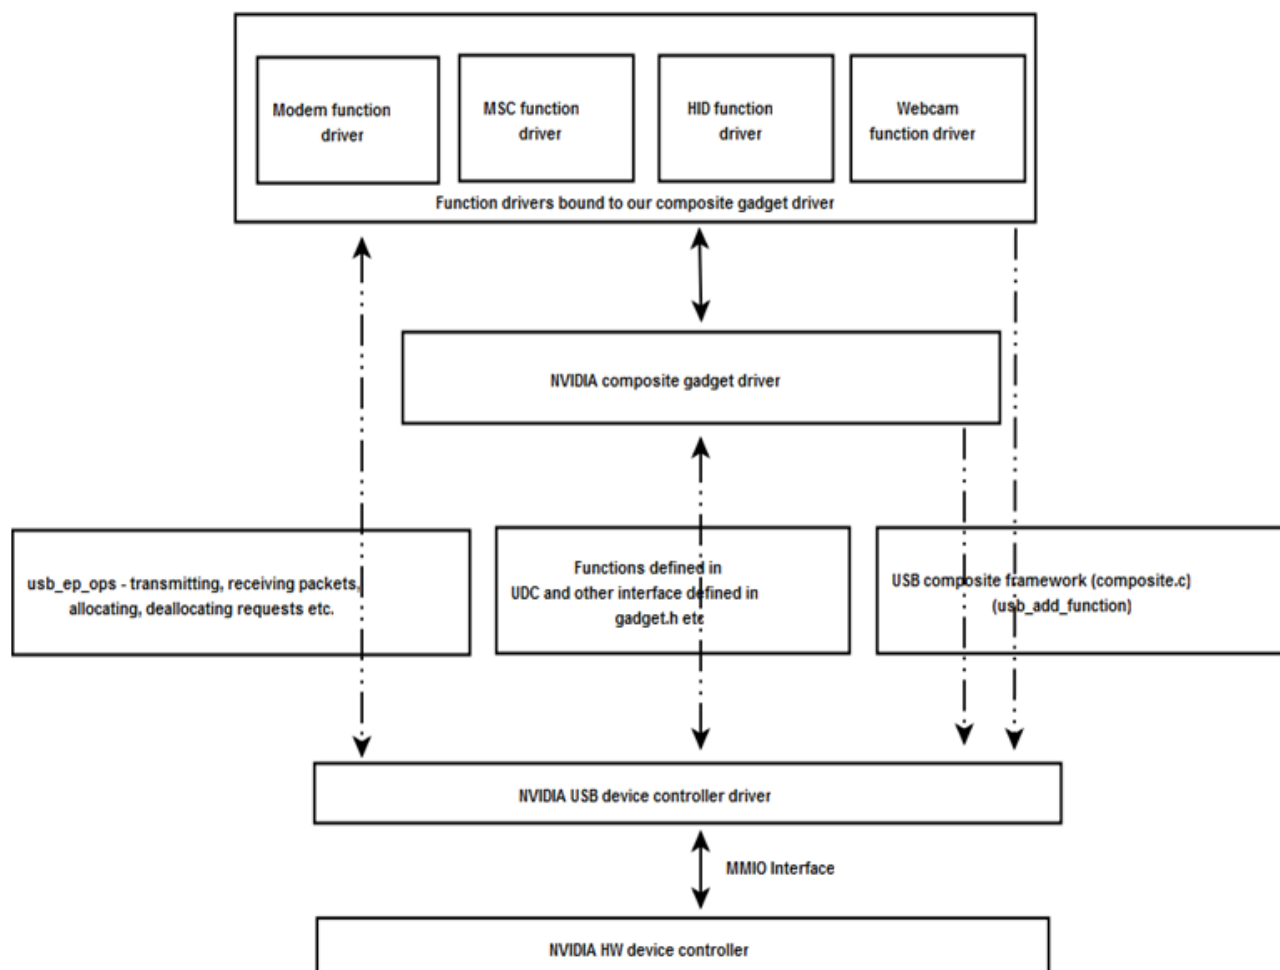 Modem function
driver
MSC function
driver
HID function
driver
Webcam
function driver
Function drivers bound to our composite gadget driver
NVIDIA composite gadget driver
usb_ep_ops - transmitting, receiving packets,
allocating, deallocating requests etc.
Functions defined in
UDC and other interface defined in
gadget.h etc
USB composite framework (composite.c)
(usb_add_function)
NVIDIA USB device controller driver
MMIO Interface
NVIDIA HW device controller